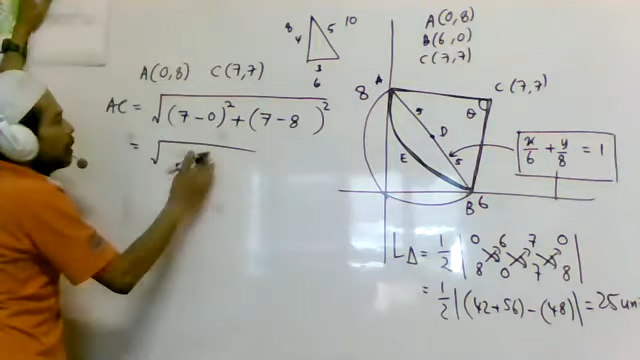 8 4 5 10
3
6
A(0,8)
B(6,0)
C(7,7)
A(0,8) C(7,7)
AC = √((7-0)² + (7-8)²)
= √
8 A
C(7,7)
θ
5
D
E
5
B 6
x/6 + y/8 = 1
L△ = 1/2 | 0 6 7 0
8 0 7 8 |
= 1/2 |(42+56)-(48)| = 25 uni